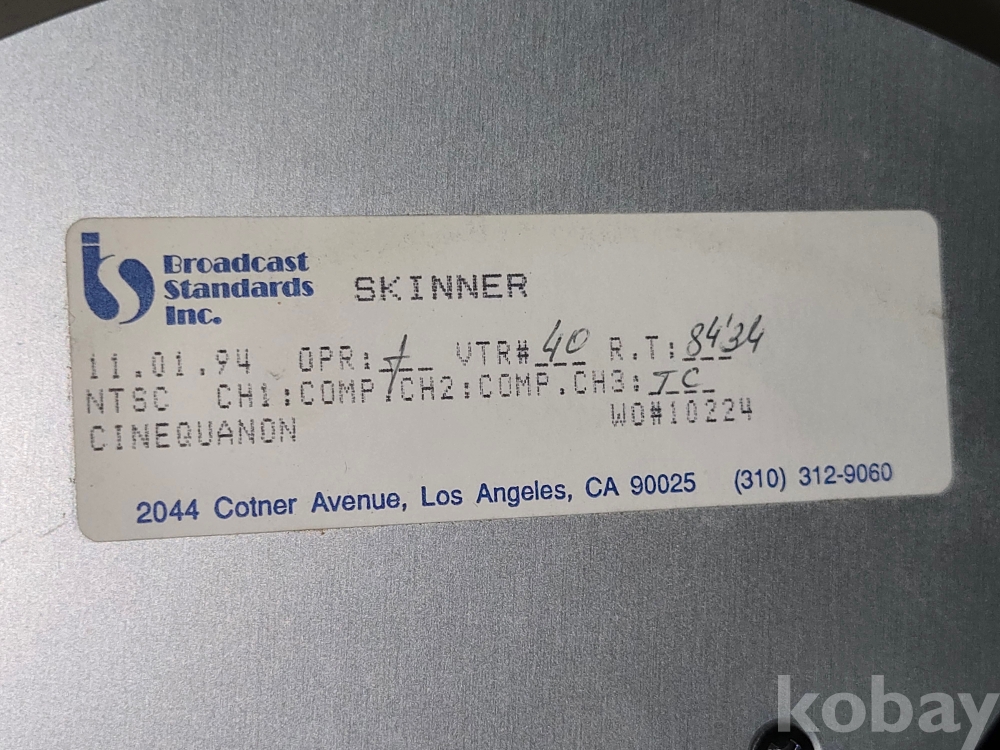 Broadcast
Standards
Inc.
SKINNER
11.01.94 OPR: VTR#40 R.T:84'34
NTSC CH1:COMP.CH2:COMP.CH3:TC
CINEQUANON WO#10224
2044 Cotner Avenue, Los Angeles, CA 90025 (310) 312-9060
kobay